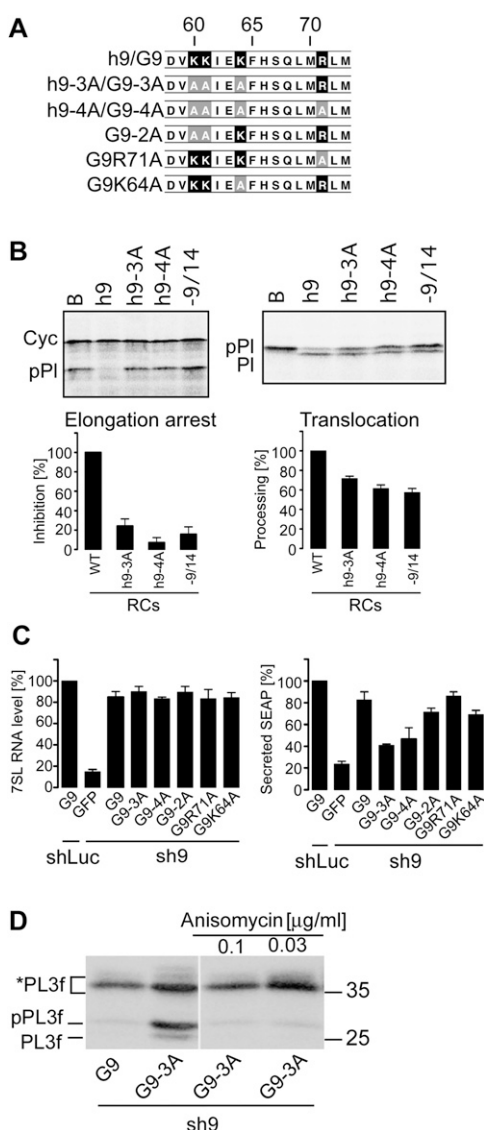 A
60 65 70
h9/G9 DVKKIEKFHSQLMRLM
h9-3A/G9-3A DVAAIEAFHSQLMRLM
h9-4A/G9-4A DVAAIEAFHSQLMALM
G9-2A DVAAIEKFHSQLMRLM
G9R71A DVKKIEKFHSQLMALM
G9K64A DVKKIEAFHSQLMRLM
B
B h9 h9-3A h9-4A -9/14
Cyc
pPl
B h9 h9-3A h9-4A -9/14
pPl
Pl
Elongation arrest
Inhibition [%]
100
80
60
40
20
0
WT h9-3A h9-4A -9/14
RCs
Translocation
Processing [%]
100
80
60
40
20
0
WT h9-3A h9-4A -9/14
RCs
C
7SL RNA level [%]
100
80
60
40
20
0
G9 GFP G9 G9-3A G9-4A G9-2A G9R71A G9K64A
shLuc sh9
Secreted SEAP [%]
100
80
60
40
20
0
G9 GFP G9 G9-3A G9-4A G9-2A G9R71A G9K64A
shLuc sh9
D
Anisomycin [µg/ml]
0.1 0.03
*PL3f
pPL3f
PL3f
35
25
G9 G9-3A G9-3A G9-3A
sh9